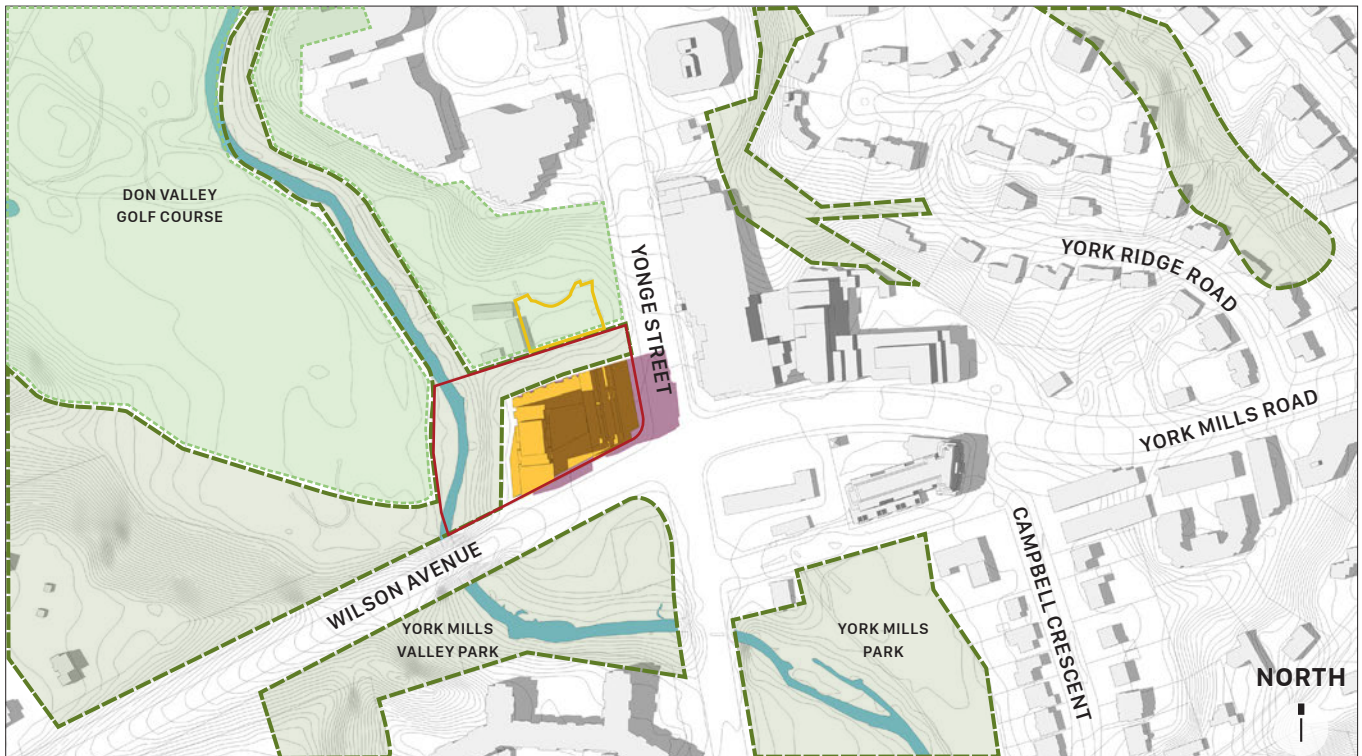 DON VALLEY
GOLF COURSE
YONGE STREET
YORK RIDGE ROAD
YORK MILLS ROAD
WILSON AVENUE
YORK MILLS
VALLEY PARK
YORK MILLS
PARK
CAMPBELL CRESCENT
NORTH